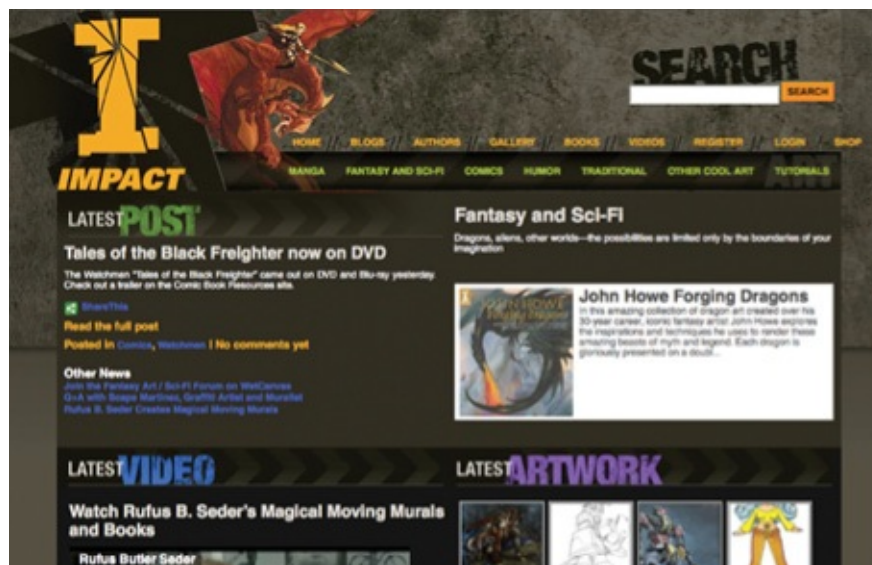 IMPACT
SEARCH
SEARCH
HOME // BLOGS // AUTHORS // GALLERY // BOOKS // VIDEOS // REGISTER // LOGIN / SHOP
MANGA FANTASY AND SCI-FI COMICS HUMOR TRADITIONAL OTHER COOL ART TUTORIALS
ART
LATEST POST
Tales of the Black Freighter now on DVD
The Watchmen "Tales of the Black Freighter" came out on DVD and Blu-ray yesterday.
Check out a trailer on the Comic Book Resources site.
ShareThis
Read the full post
Posted in Comics, Watchmen | No comments yet
Other News
Join the Fantasy Art / Sci-Fi Forum on WetCanvas
Q+A with Scape Martinez, Graffiti Artist and Muralist
Rufus B. Seder Creates Magical Moving Murals
Fantasy and Sci-Fi
Dragons, aliens, other worlds—the possibilities are limited only by the boundaries of your
imagination
JOHN HOWE
Forging Dragons
John Howe Forging Dragons
In this amazing collection of dragon art created over his
30-year career, iconic fantasy artist John Howe explores
the inspirations and techniques he uses to render these
amazing beasts of myth and legend. Each dragon is
gloriously presented on a doubl...
LATEST VIDEO
Watch Rufus B. Seder's Magical Moving Murals
and Books
Rufus Butler Seder
LATEST ARTWORK